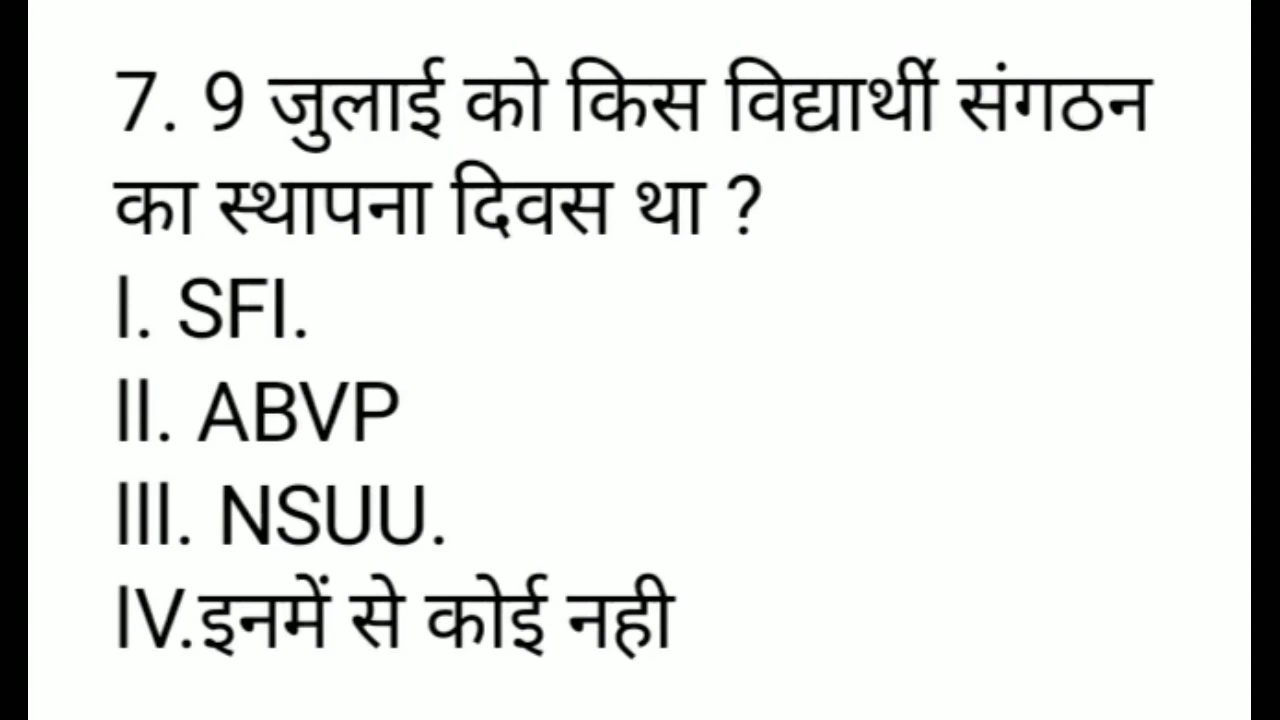 7. 9 जुलाई को किस विद्यार्थी संगठन
का स्थापना दिवस था ?
I. SFI.
II. ABVP
III. NSUU.
IV.इनमें से कोई नही